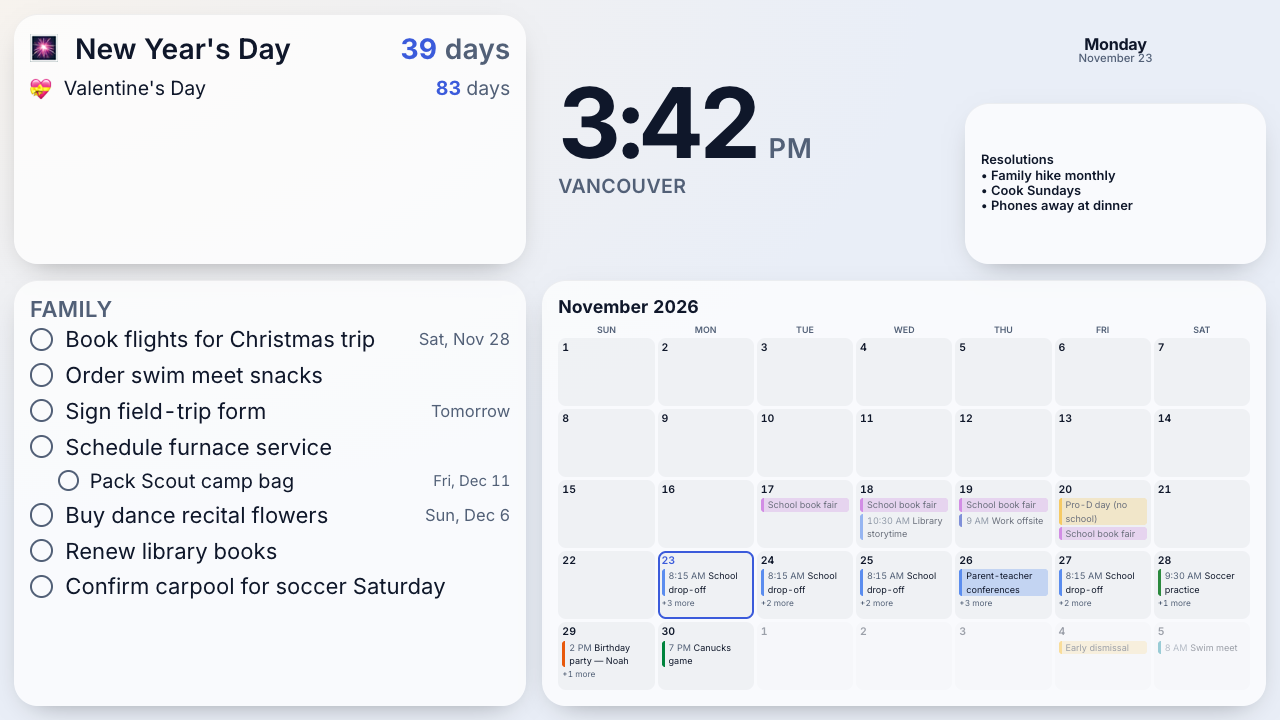 New Year's Day 39 days
Valentine's Day 83 days
3:42 PM
VANCOUVER
Monday
November 23
Resolutions
• Family hike monthly
• Cook Sundays
• Phones away at dinner
FAMILY
Book flights for Christmas trip Sat, Nov 28
Order swim meet snacks
Sign field-trip form Tomorrow
Schedule furnace service
Pack Scout camp bag Fri, Dec 11
Buy dance recital flowers Sun, Dec 6
Renew library books
Confirm carpool for soccer Saturday
November 2026
SUN MON TUE WED THU FRI SAT
1 2 3 4 5 6 7
8 9 10 11 12 13 14
15 16 17 18 19 20 21
School book fair School book fair School book fair Pro-D day (no
school)
10:30 AM Library 9 AM Work offsite
storytime School book fair
22 23 24 25 26 27 28
8:15 AM School 8:15 AM School 8:15 AM School Parent-teacher 8:15 AM School 9:30 AM Soccer
drop-off drop-off drop-off conferences drop-off practice
+3 more +2 more +2 more +3 more +2 more +1 more
29 30 1 2 3 4 5
2 PM Birthday 7 PM Canucks Early dismissal 8 AM Swim meet
party — Noah game
+1 more